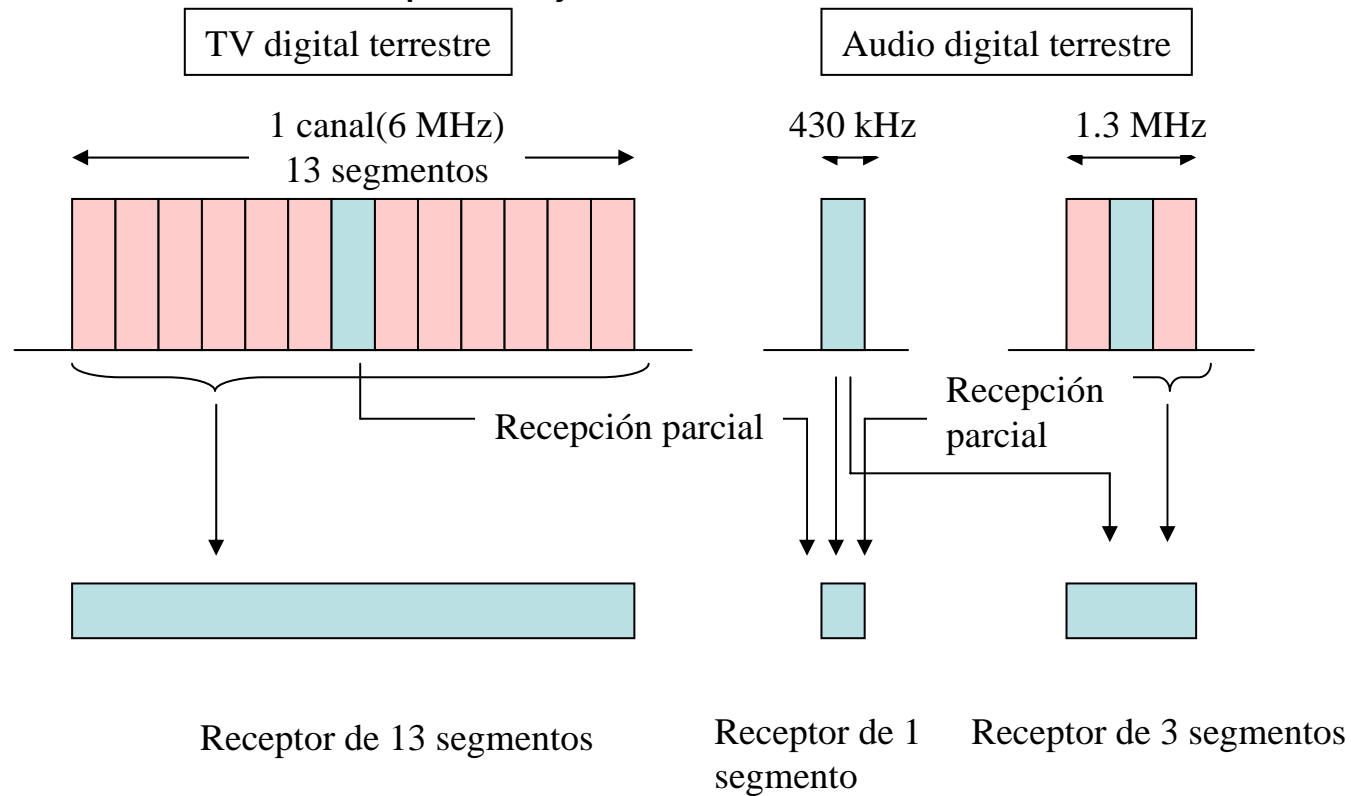 TV digital terrestre
Audio digital terrestre
1 canal(6 MHz)
13 segmentos
430 kHz
1.3 MHz
Recepción parcial
Recepción
parcial
Receptor de 13 segmentos
Receptor de 1
segmento
Receptor de 3 segmentos